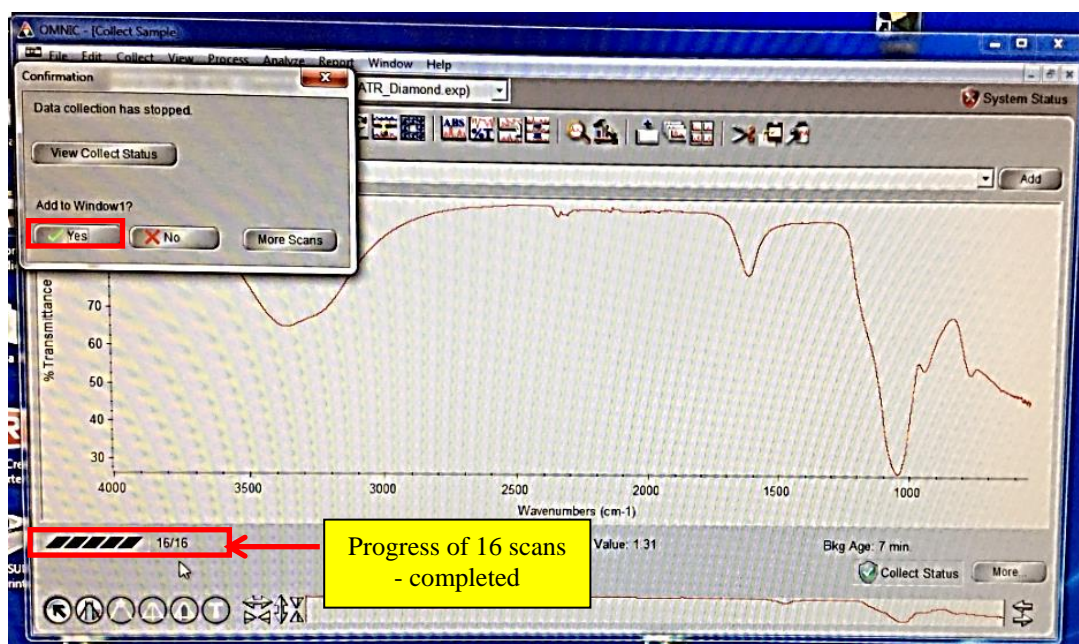 OMNIC - [Collect Sample]
File Edit Collect View Process Analyze Report Window Help
Confirmation
ATR_Diamond.exp)
System Status
Data collection has stopped.
ABS
%T
View Collect Status
Add
Add to Window1?
Yes
No
More Scans
%Transmittance
70
60
50
40
30
4000 3500 3000 2500 2000 1500 1000
Wavenumbers (cm-1)
16/16
Progress of 16 scans
- completed
Value: 1.31
Bkg Age: 7 min
Collect Status
More...
T